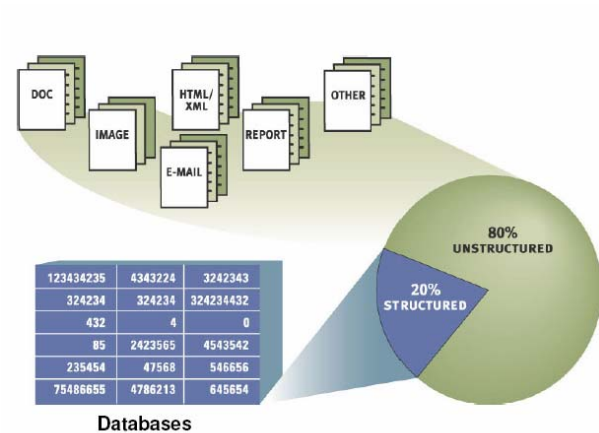 DOC
IMAGE
HTML/
XML
E-MAIL
REPORT
OTHER
80%
UNSTRUCTURED
20%
STRUCTURED
123434235 4343224 3242343
324234 324234 324234432
432 4 0
85 2423565 4543542
235454 47568 546656
75486655 4786213 645654
Databases